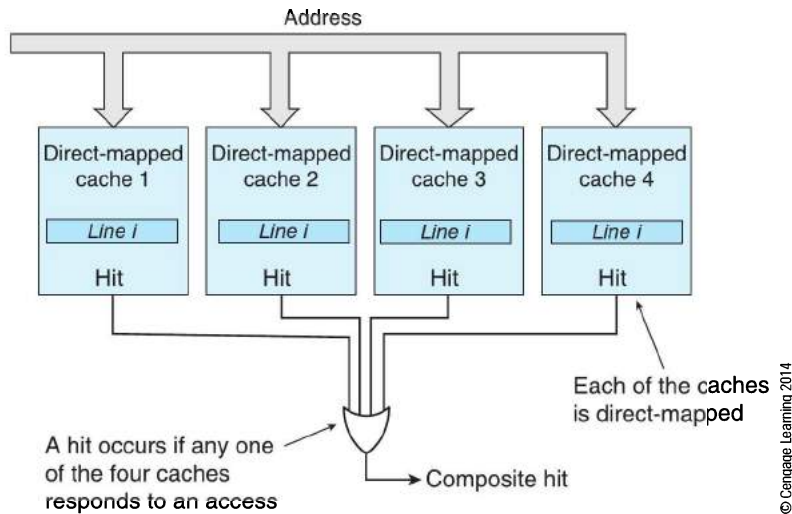 Address
Direct-mapped
cache 1
Direct-mapped
cache 2
Direct-mapped
cache 3
Direct-mapped
cache 4
Line i
Line i
Line i
Line i
Hit
Hit
Hit
Hit
Each of the caches
is direct-mapped
A hit occurs if any one
of the four caches
responds to an access
Composite hit
© Cengage Learning 2014